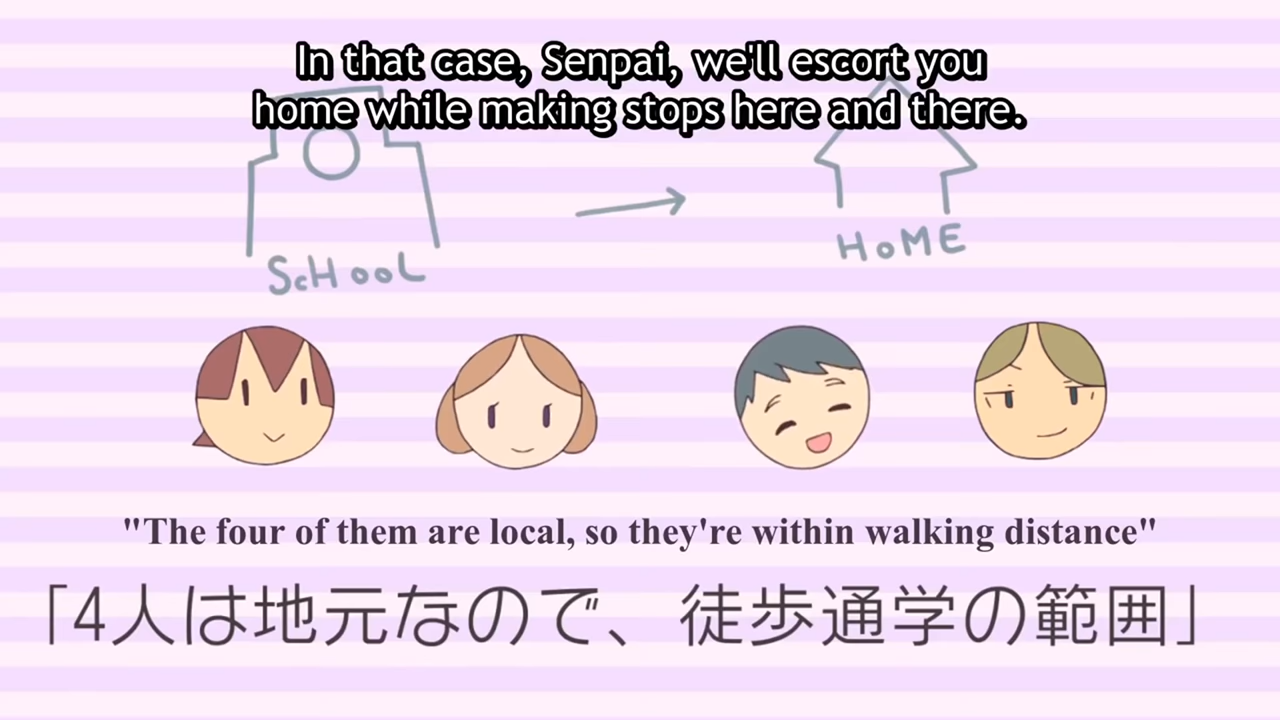 In that case, Senpai, we'll escort you
home while making stops here and there.
ScHooL
HoME
"The four of them are local, so they're within walking distance"
「4人は地元なので、徒歩通学の範囲」